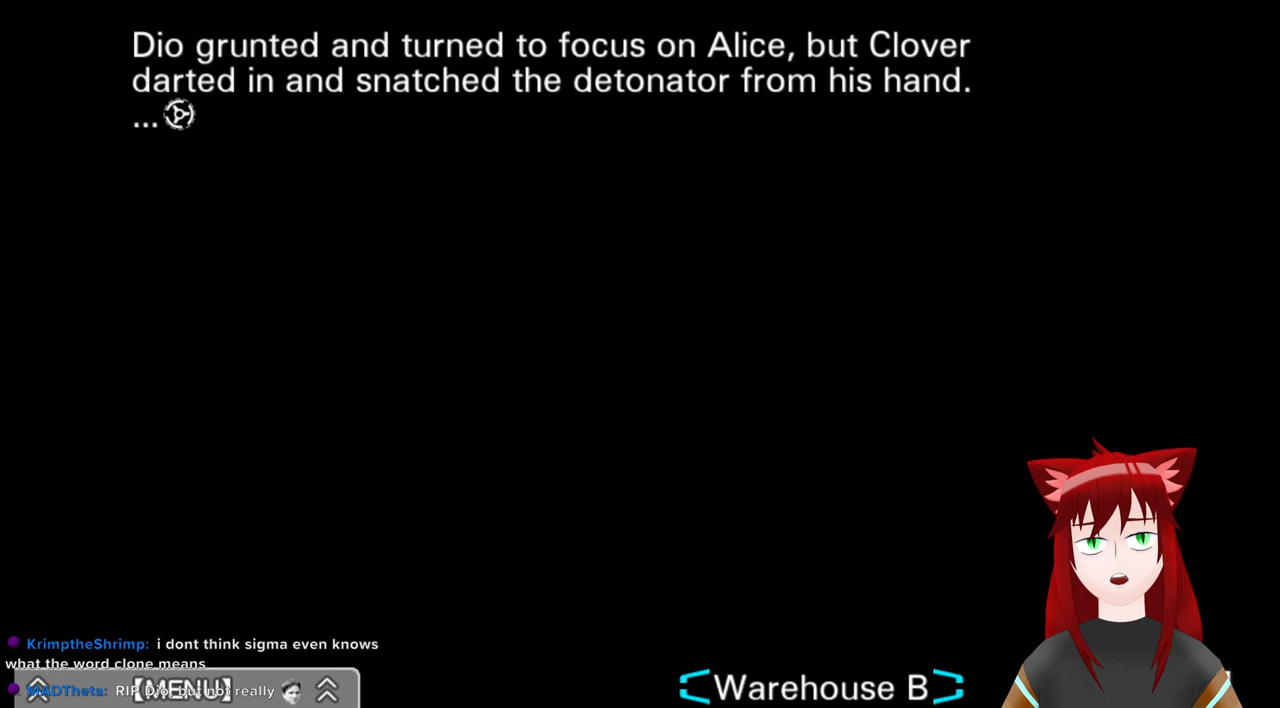 Dio grunted and turned to focus on Alice, but Clover
darted in and snatched the detonator from his hand.
...
KrimptheShrimp: i dont think sigma even knows
what the word clone means
MADTheta: RIP Dio, but not really
[MENU]
Warehouse B